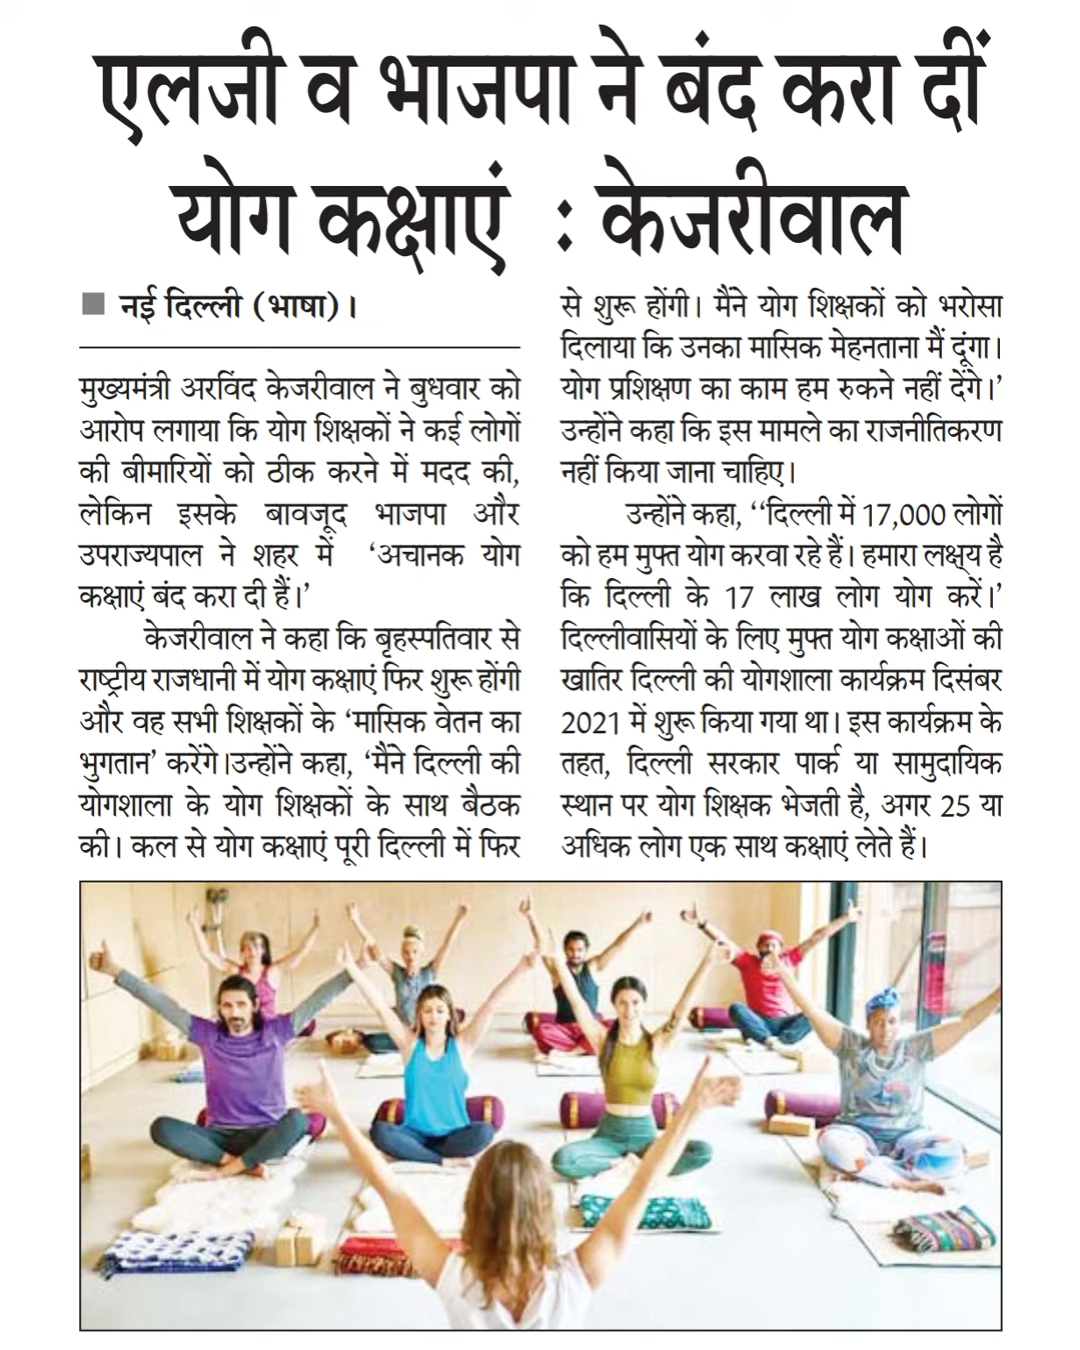 एलजी व भाजपा ने बंद करा दीं
योग कक्षाएं : केजरीवाल
■ नई दिल्ली (भाषा)।
मुख्यमंत्री अरविंद केजरीवाल ने बुधवार को
आरोप लगाया कि योग शिक्षकों ने कई लोगों
की बीमारियों को ठीक करने में मदद की,
लेकिन इसके बावजूद भाजपा और
उपराज्यपाल ने शहर में ‘अचानक योग
कक्षाएं बंद करा दी हैं।’
केजरीवाल ने कहा कि बृहस्पतिवार से
राष्ट्रीय राजधानी में योग कक्षाएं फिर शुरू होंगी
और वह सभी शिक्षकों के ‘मासिक वेतन का
भुगतान’ करेंगे।उन्होंने कहा, ‘मैंने दिल्ली की
योगशाला के योग शिक्षकों के साथ बैठक
की। कल से योग कक्षाएं पूरी दिल्ली में फिर
से शुरू होंगी। मैंने योग शिक्षकों को भरोसा
दिलाया कि उनका मासिक मेहनताना मैं दूंगा।
योग प्रशिक्षण का काम हम रुकने नहीं देंगे।’
उन्होंने कहा कि इस मामले का राजनीतिकरण
नहीं किया जाना चाहिए।
उन्होंने कहा, ‘‘दिल्ली में 17,000 लोगों
को हम मुफ्त योग करवा रहे हैं। हमारा लक्ष्य है
कि दिल्ली के 17 लाख लोग योग करें।’
दिल्लीवासियों के लिए मुफ्त योग कक्षाओं की
खातिर दिल्ली की योगशाला कार्यक्रम दिसंबर
2021 में शुरू किया गया था। इस कार्यक्रम के
तहत, दिल्ली सरकार पार्क या सामुदायिक
स्थान पर योग शिक्षक भेजती है, अगर 25 या
अधिक लोग एक साथ कक्षाएं लेते हैं।